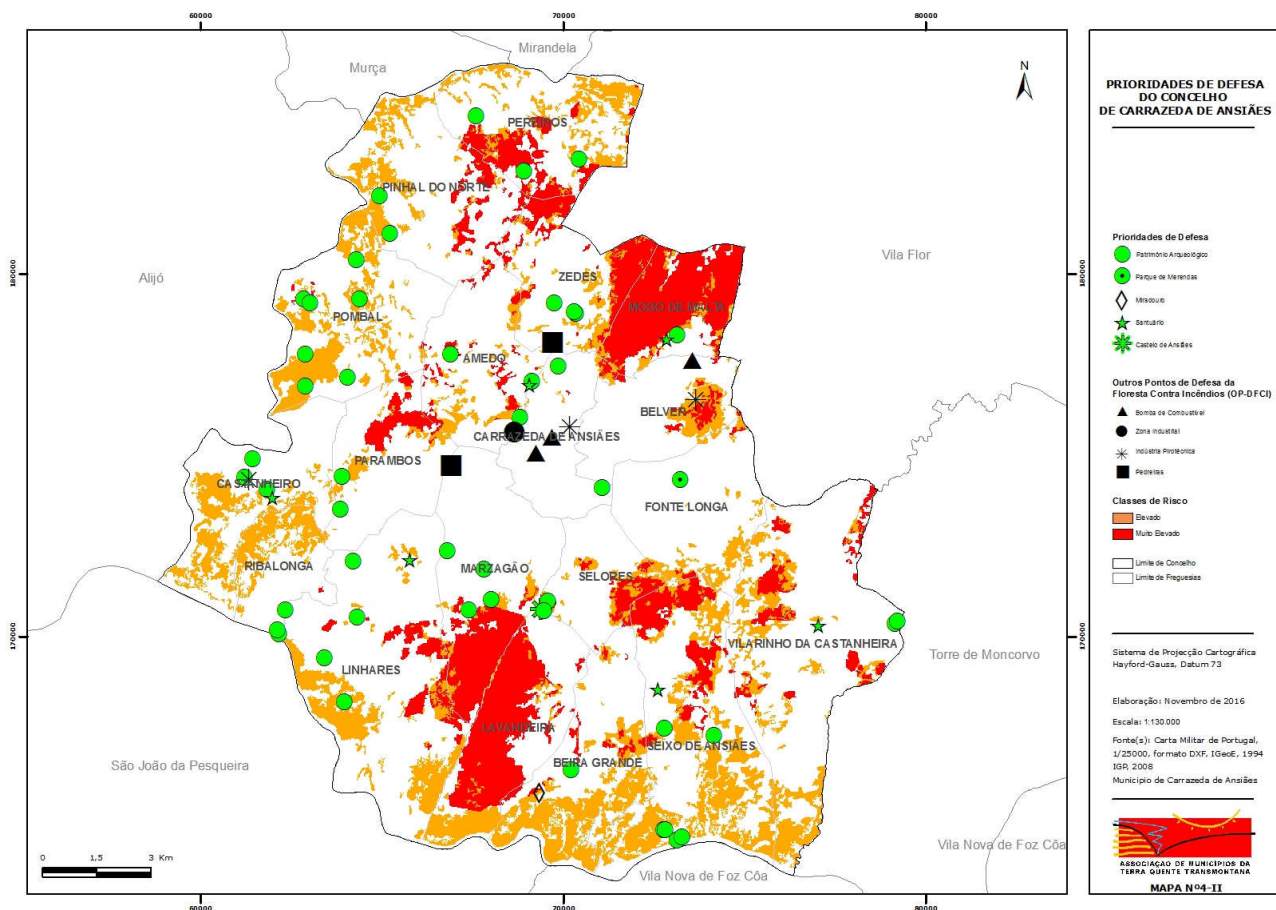 60000
70000
80000
Mirandela
Murça
N
PEREIROS
PINHAL DO NORTE
Vila Flor
180000
180000
Alijó
ZEDES
MOGO DE MALTA
POMBAL
AMEDO
BELVER
CARRAZEDA DE ANSIÃES
PARAMBOS
CASTANHEIRO
FONTE LONGA
RIBALONGA
MARZAGÃO
SELORES
170000
170000
VILARINHO DA CASTANHEIRA
Torre de Moncorvo
LINHARES
LAVANDEIRA
SEIXO DE ANSIÃES
BEIRA GRANDE
São João da Pesqueira
Vila Nova de Foz Côa
Vila Nova de Foz Côa
0 1,5 3 Km
60000
70000
80000
PRIORIDADES DE DEFESA
DO CONCELHO
DE CARRAZEDA DE ANSIÃES
Prioridades de Defesa
Património Arqueológico
Parque de Merendas
Miradouro
Santuário
Castelo de Ansiães
Outros Pontos de Defesa da
Floresta Contra Incêndios (OP-DFCI)
Bomba de Combustível
Zona Industrial
Indústria Pirotécnica
Pedreiras
Classes de Risco
Elevado
Muito Elevado
Limite de Concelho
Limite de Freguesias
Sistema de Projecção Cartográfica
Hayford-Gauss, Datum 73
Elaboração: Novembro de 2016
Escala: 1:130.000
Fonte(s): Carta Militar de Portugal,
1/25000, formato DXF, IGeoE, 1994
IGP, 2008
Município de Carrazeda de Ansiães
ASSOCIAÇÃO DE MUNICÍPIOS DA
TERRA QUENTE TRANSMONTANA
MAPA Nº4-II